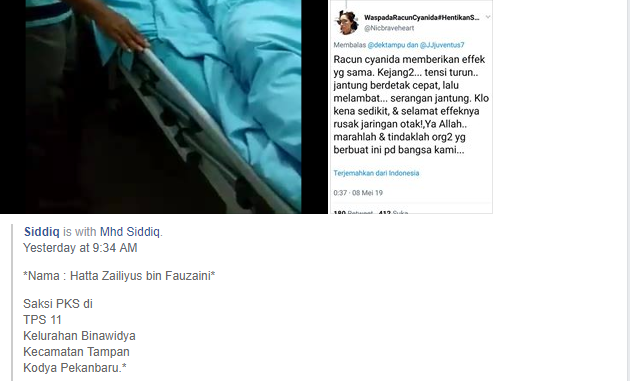 WaspadaRacunCyanida#HentikanS...
@Nicbraveheart
Membalas @dektampu dan @JJjuventus7
Racun cyanida memberikan effek
yg sama. Kejang2... tensi turun..
jantung berdetak cepat, lalu
melambat... serangan jantung. Klo
kena sedikit, & selamat effeknya
rusak jaringan otak!,Ya Allah..
marahlah & tindaklah org2 yg
berbuat ini pd bangsa kami...
Terjemahkan dari Indonesia
0:37 · 08 Mei 19
180 Retweet 412 Suka
Siddiq is with Mhd Siddiq.
Yesterday at 9:34 AM
*Nama : Hatta Zailiyus bin Fauzaini*
Saksi PKS di
TPS 11
Kelurahan Binawidya
Kecamatan Tampan
Kodya Pekanbaru.*